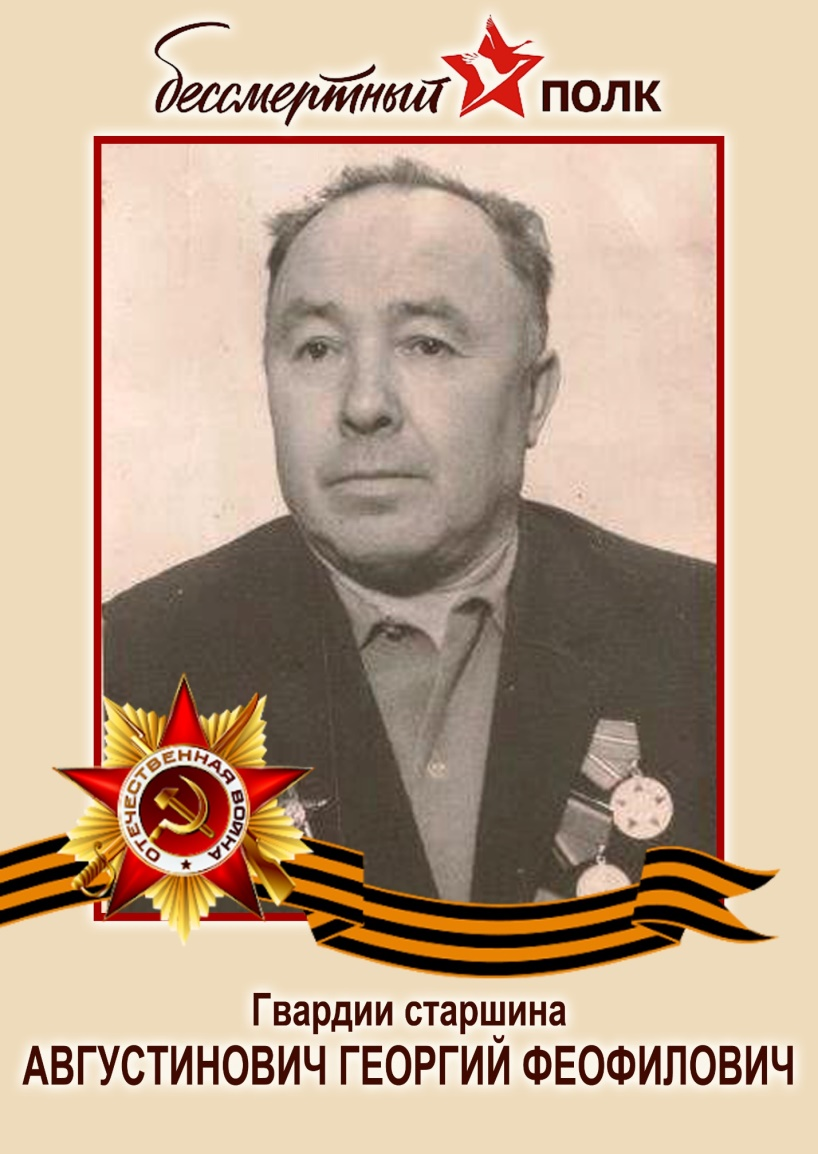 бессмертный ПОЛК
ОТЕЧЕСТВЕННАЯ ВОЙНА
Гвардии старшина
АВГУСТИНОВИЧ ГЕОРГИЙ ФЕОФИЛОВИЧ